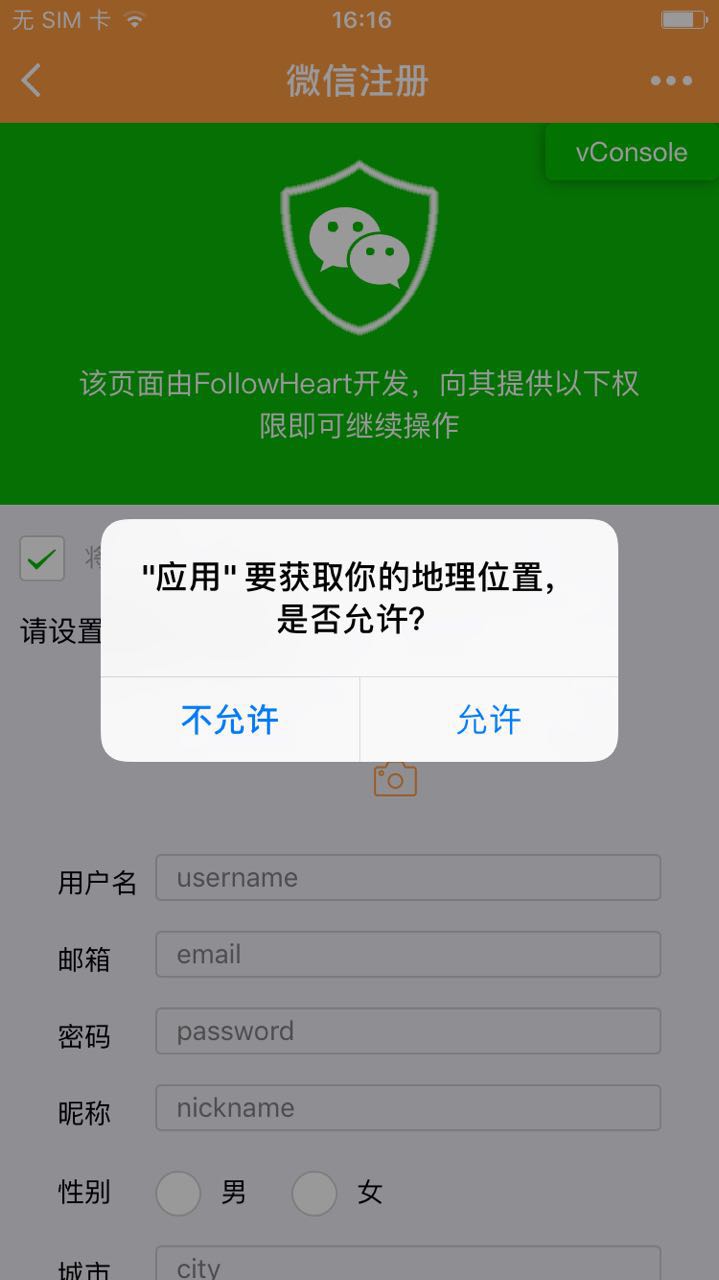 无 SIM 卡
16:16
微信注册
vConsole
该页面由FollowHeart开发，向其提供以下权
限即可继续操作
将
"应用" 要获取你的地理位置，
是否允许？
请设置
不允许
允许
用户名
username
邮箱
email
密码
password
昵称
nickname
性别
男
女
城市
city